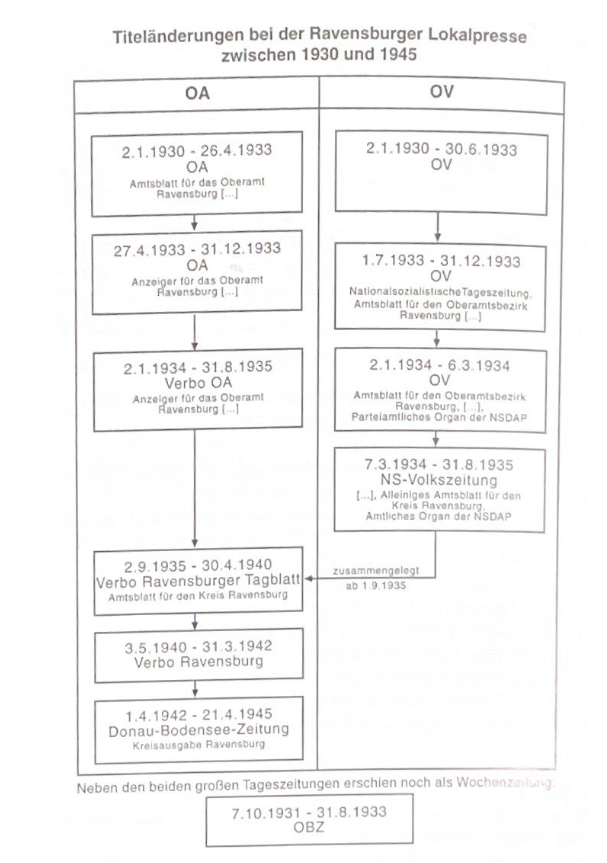 Titeländerungen bei der Ravensburger Lokalpresse
zwischen 1930 und 1945
OA
OV
2.1.1930 - 26.4.1933
OA
Amtsblatt für das Oberamt
Ravensburg [...]
27.4.1933 - 31.12.1933
OA
Anzeiger für das Oberamt
Ravensburg [...]
2.1.1934 - 31.8.1935
Verbo OA
Anzeiger für das Oberamt
Ravensburg [...]
2.1.1930 - 30.6.1933
OV
1.7.1933 - 31.12.1933
OV
Nationalsozialistische Tageszeitung,
Amtsblatt für den Oberamtsbezirk
Ravensburg [...]
2.1.1934 - 6.3.1934
OV
Amtsblatt für den Oberamtsbezirk
Ravensburg, [...],
Parteiamtliches Organ der NSDAP
7.3.1934 - 31.8.1935
NS-Volkszeitung
[...], Alleiniges Amtsblatt für den
Kreis Ravensburg,
Amtliches Organ der NSDAP
zusammengelegt
ab 1.9.1935
2.9.1935 - 30.4.1940
Verbo Ravensburger Tagblatt
Amtsblatt für den Kreis Ravensburg
3.5.1940 - 31.3.1942
Verbo Ravensburg
1.4.1942 - 21.4.1945
Donau-Bodensee-Zeitung
Kreisausgabe Ravensburg
Neben den beiden großen Tageszeitungen erschien noch als Wochenzeitung:
7.10.1931 - 31.8.1933
OBZ